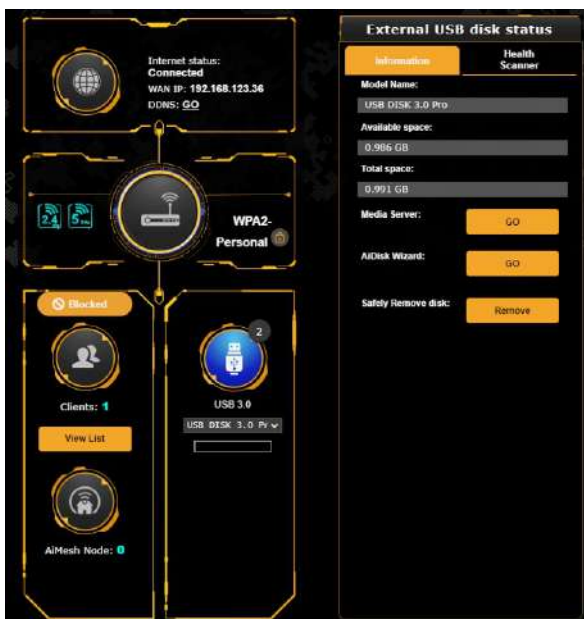 Internet status:
Connected
WAN IP: 192.168.123.36
DDNS: GO
2.4
5
WPA2-
Personal
Blocked
Clients: 1
View List
AiMesh Node: 0
2
USB 3.0
USB DISK 3.0 Pr
External USB disk status
Information
Health
Scanner
Model Name:
USB DISK 3.0 Pro
Available space:
0.986 GB
Total space:
0.991 GB
Media Server:
GO
AiDisk Wizard:
GO
Safely Remove disk:
Remove